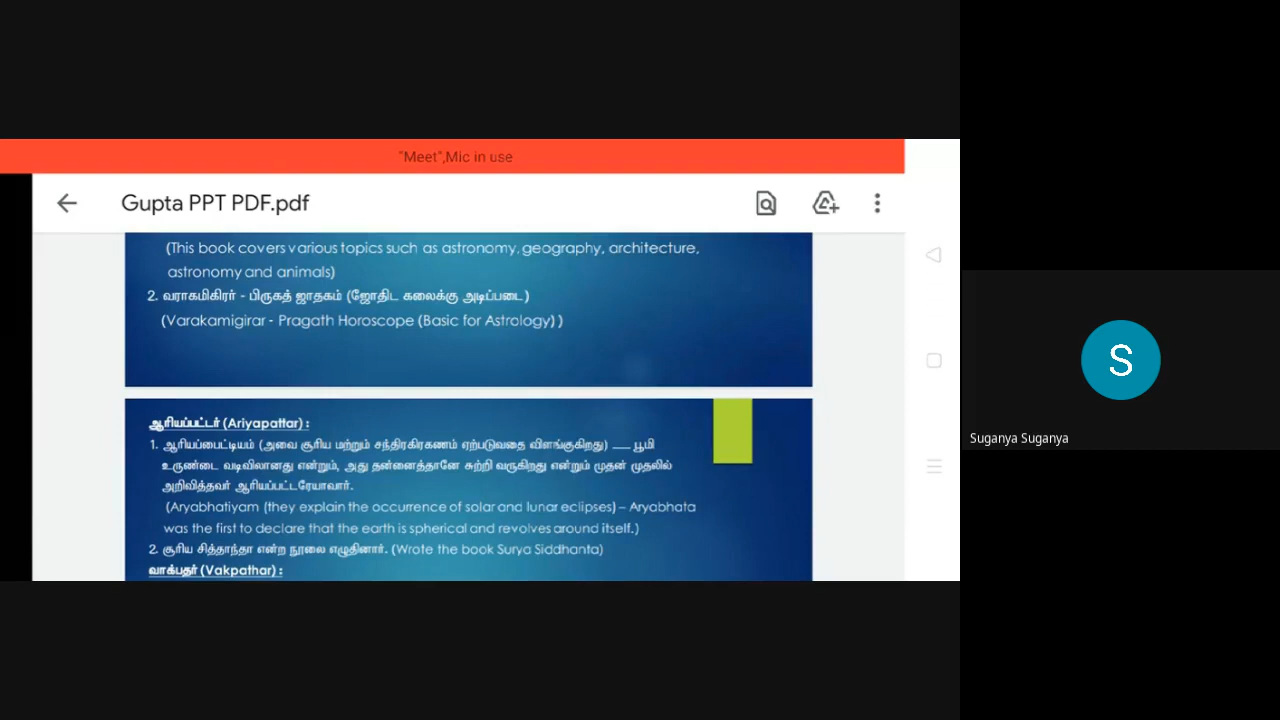 "Meet",Mic in use
Gupta PPT PDF.pdf
(This book covers various topics such as astronomy, geography, architecture,
astronomy and animals)
2. வராகமிகிரர் - பிருகத் ஜாதகம் (ஜோதிட கலைக்கு அடிப்படை)
(Varakamigirar - Pragath Horoscope (Basic for Astrology) )
ஆரியப்பட்டர் (Ariyapattar) :
1. ஆரியப்பைட்டியம் (அவை சூரிய மற்றும் சந்திரகிரகணம் ஏற்படுவதை விளங்குகிறது) __ பூமி
உருண்டை வடிவிலானது என்றும், அது தன்னைத்தானே சுற்றி வருகிறது என்றும் முதன் முதலில்
அறிவித்தவர் ஆரியப்பட்டரேயாவார்.
(Aryabhatiyam (they explain the occurrence of solar and lunar eclipses) – Aryabhata
was the first to declare that the earth is spherical and revolves around itself.)
2. சூரிய சித்தாந்தா என்ற நூலை எழுதினார். (Wrote the book Surya Siddhanta)
வாக்பதர் (Vakpathar) :
S
Suganya Suganya